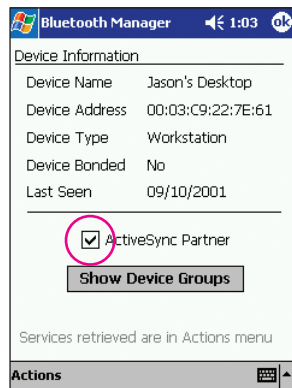 Bluetooth Manager 1:03 ok
Device Information
Device Name Jason's Desktop
Device Address 00:03:C9:22:7E:61
Device Type Workstation
Device Bonded No
Last Seen 09/10/2001
ActiveSync Partner
Show Device Groups
Services retrieved are in Actions menu
Actions